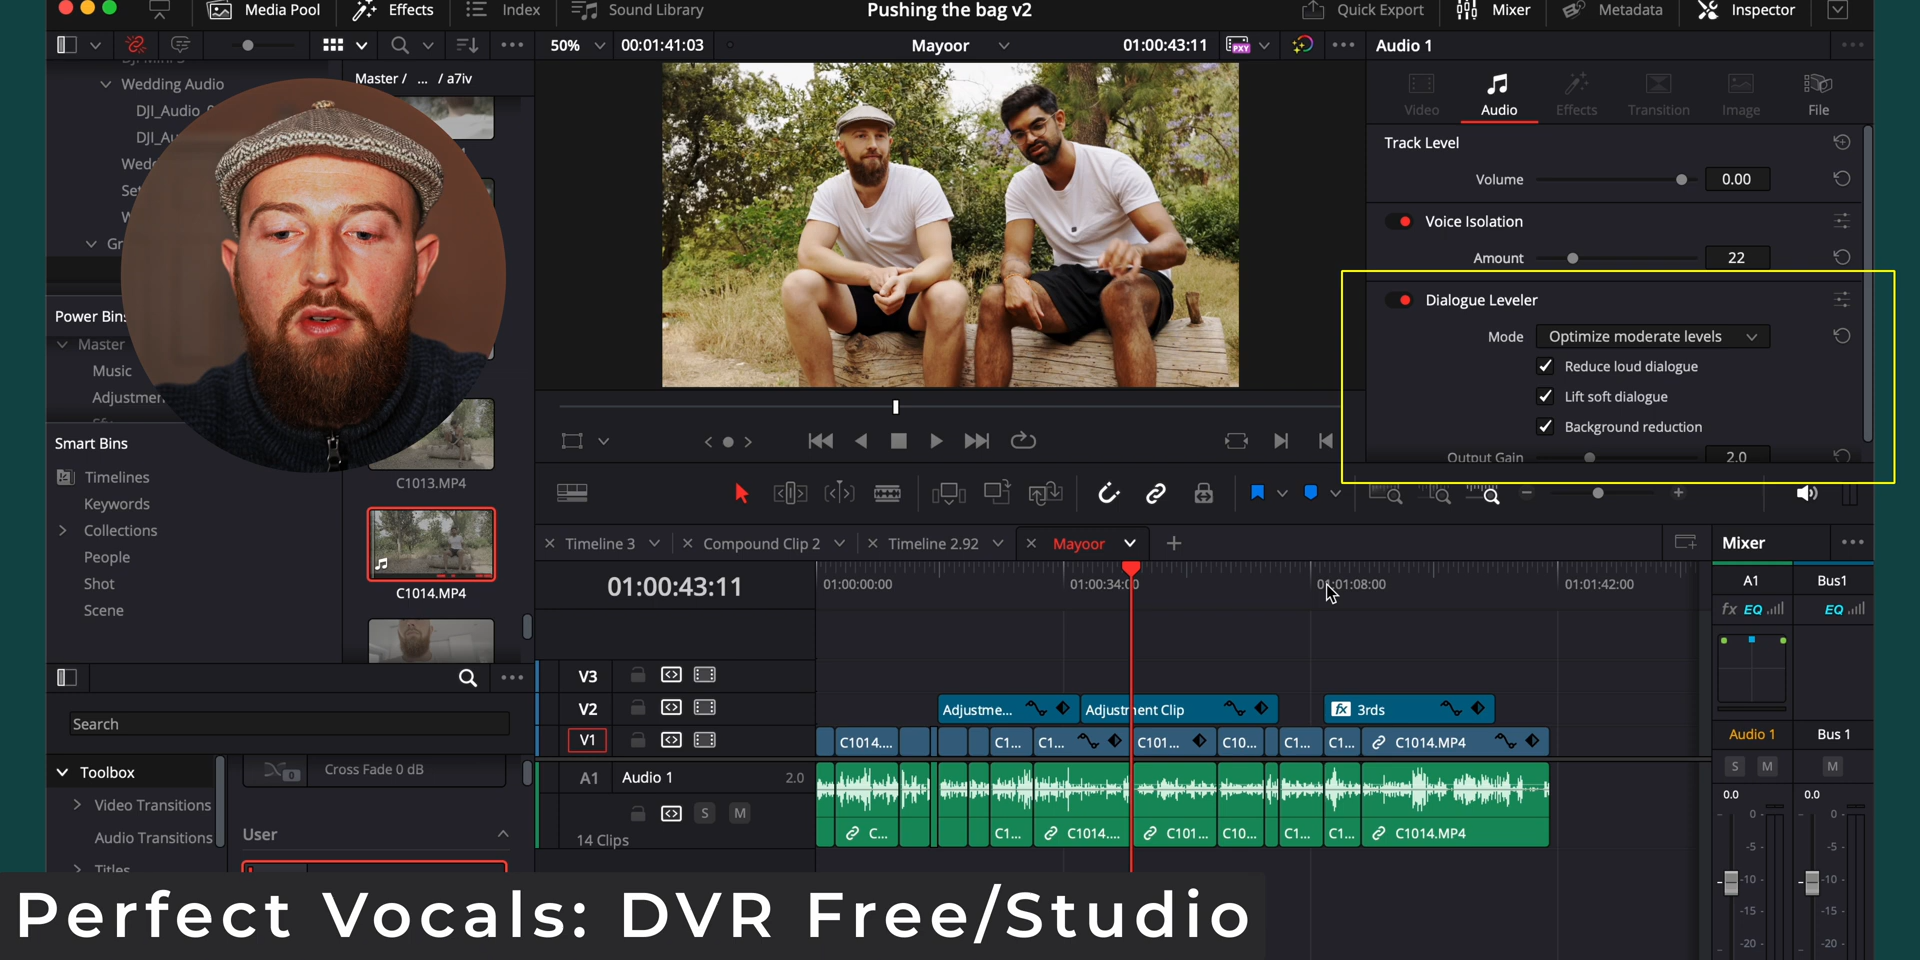 Media Pool
Effects
Index
Sound Library
Pushing the bag v2
Quick Export
Mixer
Metadata
Inspector
50%
00:01:41:03
Mayoor
01:00:43:11
PXY
Audio 1
Master / ... / a7iv
Wedding Audio
DJI_Audio
Power Bins
Master
Music
Smart Bins
Timelines
Keywords
Collections
People
Shot
Scene
C1013.MP4
C1014.MP4
Video
Audio
Effects
Transition
Image
File
Track Level
Volume
0.00
Voice Isolation
Amount
22
Dialogue Leveler
Mode
Optimize moderate levels
Reduce loud dialogue
Lift soft dialogue
Background reduction
Output Gain
2.0
Timeline 3
Compound Clip 2
Timeline 2.92
Mayoor
01:00:43:11
01:00:00:00
01:00:34:00
01:01:08:00
01:01:42:00
Mixer
A1
Bus1
fx EQ
EQ
Search
Toolbox
Video Transitions
Audio Transitions
Titles
Cross Fade 0 dB
User
V3
V2
Adjustme...
Adjustment Clip
fx
3rds
V1
C1014....
C1...
C1...
C101...
C10...
C1...
C1...
C1014.MP4
A1
Audio 1
2.0
S
M
14 Clips
C...
C1...
C1014....
C101...
C10...
C1...
C1...
C1014.MP4
Audio 1
Bus 1
S
M
M
0.0
0.0
0
-5
-10
-15
-20
0
-5
-10
-15
-20
Perfect Vocals: DVR Free/Studio